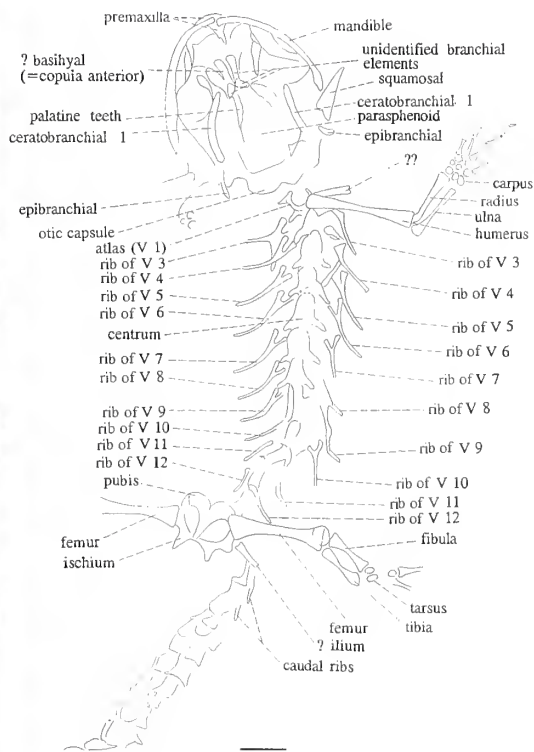 premaxilla
mandible
? basihyal
(=copula anterior)
unidentified branchial
elements
squamosal
palatine teeth
ceratobranchial 1
ceratobranchial 1
parasphenoid
epibranchial
??
carpus
radius
ulna
humerus
epibranchial
otic capsule
atlas (V 1)
rib of V 3
rib of V 4
rib of V 5
rib of V 6
centrum
rib of V 7
rib of V 8
rib of V 9
rib of V 10
rib of V 11
rib of V 12
pubis
rib of V 3
rib of V 4
rib of V 5
rib of V 6
rib of V 7
rib of V 8
rib of V 9
rib of V 10
rib of V 11
rib of V 12
femur
ischium
fibula
tarsus
tibia
femur
? ilium
caudal ribs